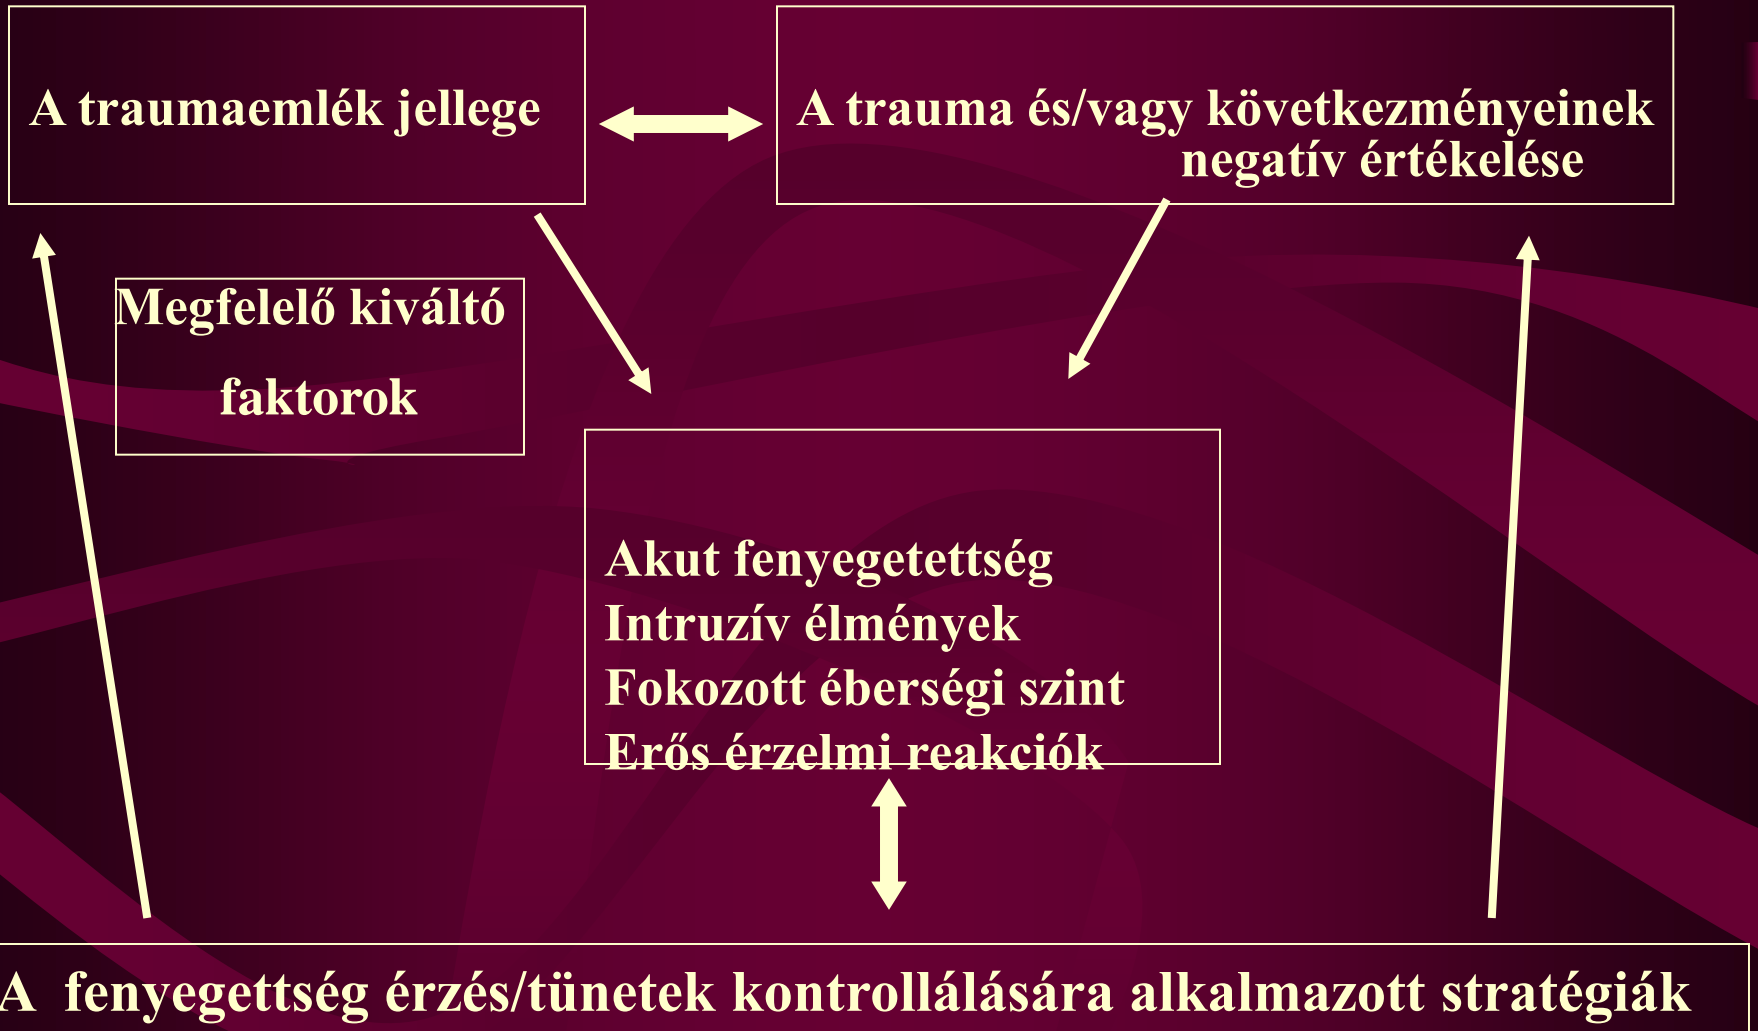 A traumaemlék jellege
A trauma és/vagy következményeinek
negatív értékelése
Megfelelő kiváltó
faktorok
Akut fenyegetettség
Intruzív élmények
Fokozott éberségi szint
Erős érzelmi reakciók
A fenyegettség érzés/tünetek kontrollálására alkalmazott stratégiák